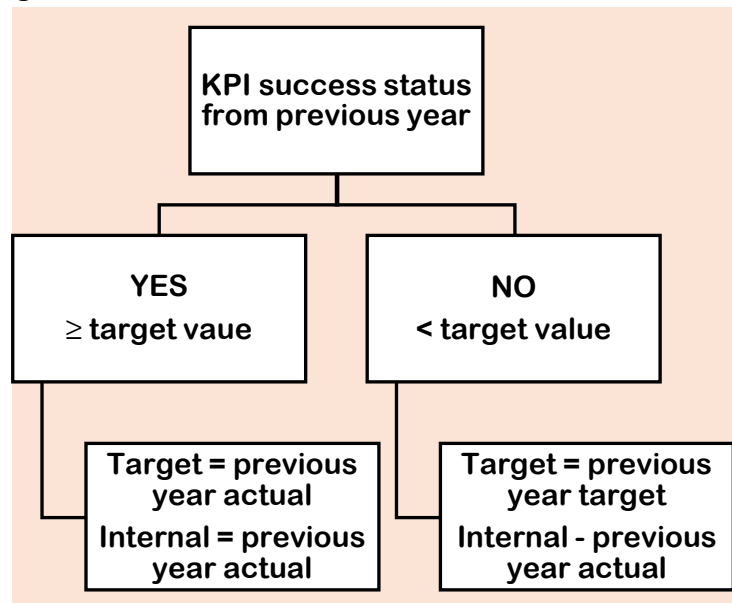 KPI success status
from previous year
YES
≥ target vaue
NO
< target value
Target = previous
year actual
Internal = previous
year actual
Target = previous
year target
Internal - previous
year actual